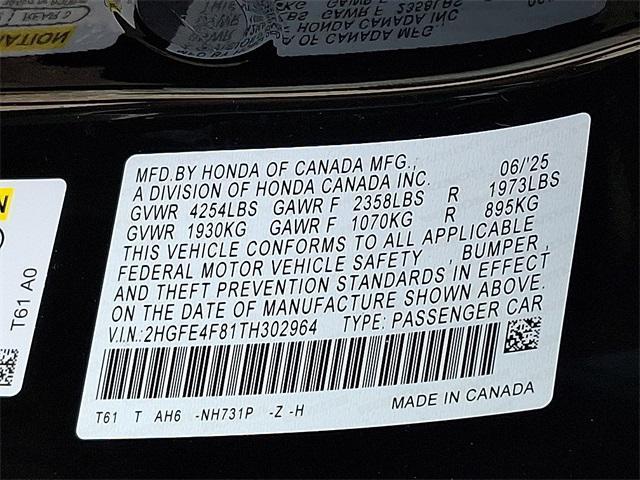 MFD.BY HONDA OF CANADA MFG., 06/'25
A DIVISION OF HONDA CANADA INC.
GVWR 4254LBS GAWR F 2358LBS R 1973LBS
GVWR 1930KG GAWR F 1070KG R 895KG
THIS VEHICLE CONFORMS TO ALL APPLICABLE
FEDERAL MOTOR VEHICLE SAFETY , BUMPER,
AND THEFT PREVENTION STANDARDS IN EFFECT
ON THE DATE OF MANUFACTURE SHOWN ABOVE.
V.I.N.:2HGFE4F81TH302964 TYPE: PASSENGER CAR
T61 T AH6 -NH731P -Z -H MADE IN CANADA
T61 A0